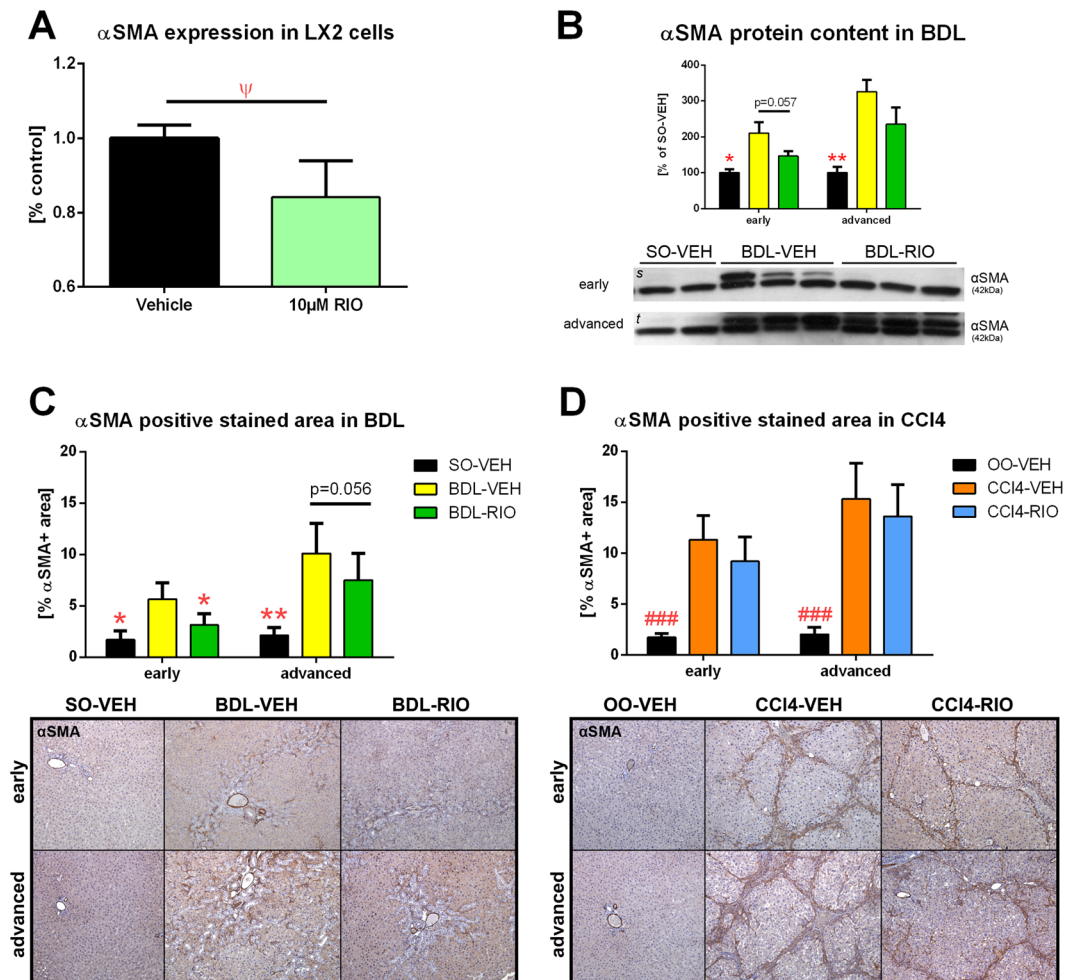 A
αSMA expression in LX2 cells
[% control]
1.2
1.0
0.8
0.6
ψ
Vehicle
10µM RIO
B
αSMA protein content in BDL
[% of SO-VEH]
400
300
200
100
0
p=0.057
*
**
early
advanced
SO-VEH
BDL-VEH
BDL-RIO
early
s
αSMA
(42kDa)
advanced
t
αSMA
(42kDa)
C
αSMA positive stained area in BDL
[% αSMA+ area]
20
15
10
5
0
p=0.056
*
*
**
early
advanced
SO-VEH
BDL-VEH
BDL-RIO
SO-VEH
BDL-VEH
BDL-RIO
αSMA
early
advanced
D
αSMA positive stained area in CCl4
[% αSMA+ area]
20
15
10
5
0
###
###
early
advanced
OO-VEH
CCl4-VEH
CCl4-RIO
OO-VEH
CCl4-VEH
CCl4-RIO
αSMA
early
advanced